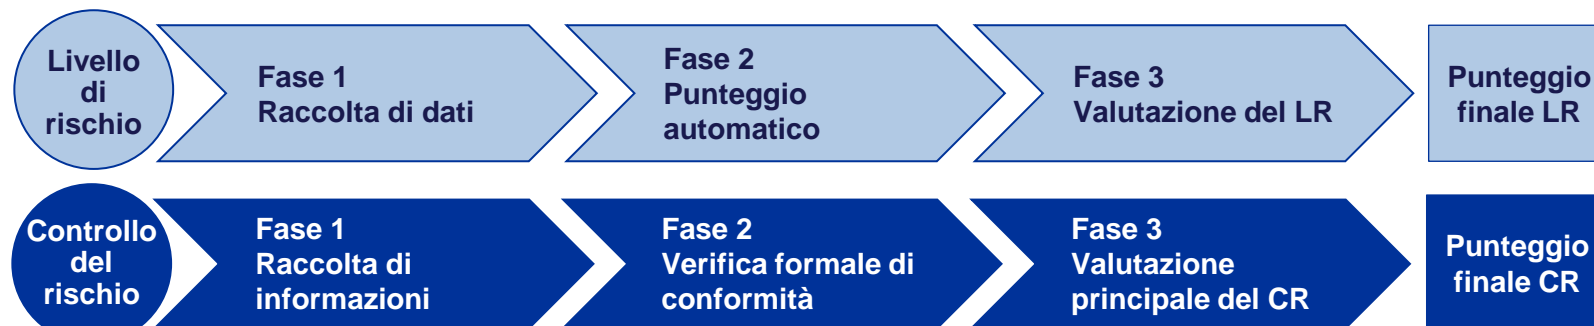 Livello
di
rischio
Fase 1
Raccolta di dati
Fase 2
Punteggio
automatico
Fase 3
Valutazione del LR
Punteggio
finale LR
Controllo
del
rischio
Fase 1
Raccolta di
informazioni
Fase 2
Verifica formale di
conformità
Fase 3
Valutazione
principale del CR
Punteggio
finale CR